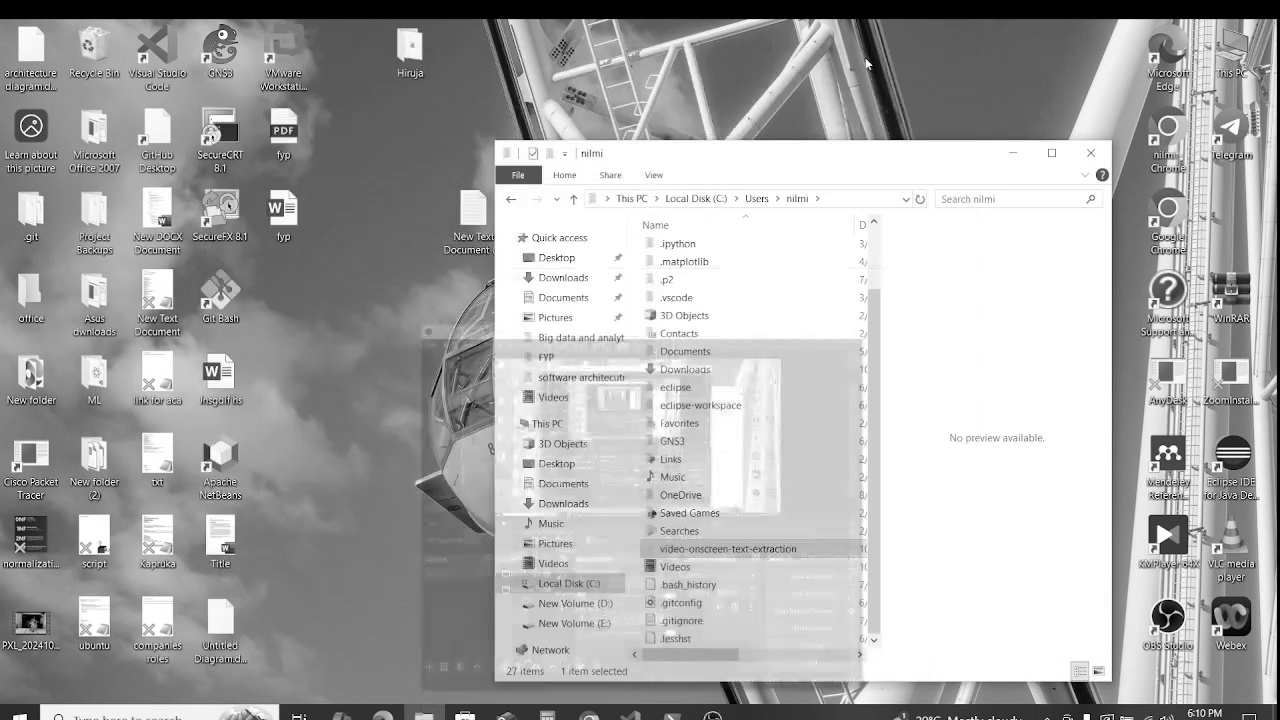 architecture
diagram.d...
Recycle Bin
Visual Studio
Code
GNS3
VMware
Workstati...
Hiruja
Microsoft
Edge
This PC
Learn about
this picture
Microsoft
Office 2007
GitHub
Desktop
SecureCRT
8.1
PDF
fyp
nilmi -
Chrome
Telegram
.git
Project
Backups
New DOCX
Document
SecureFX 8.1
fyp
New Text
Google
Chrome
office
Asus
New Text
Document
Git Bash
Microsoft
Support an...
WinRAR
New folder
ML
link for aca
AnyDesk
ZoomInstal...
Cisco Packet
Tracer
New folder
(2)
txt
Apache
NetBeans
Mendeley
Referen...
Eclipse IDE
for Java De...
normalizati...
script
Kapruka
Title
KMPlayer 64X
VLC media
player
PXL_202410...
ubuntu
companies
roles
Untitled
Diagram.d...
OBS Studio
Webex
nilmi
File
Home
Share
View
This PC
Local Disk (C:)
Users
nilmi
Search nilmi
Quick access
Desktop
Downloads
Documents
Pictures
Big data and analyt
FYP
software architectu
Videos
This PC
3D Objects
Desktop
Documents
Downloads
Music
Pictures
Videos
Local Disk (C:)
New Volume (D:)
New Volume (E:)
Network
Name
.ipython
.matplotlib
.p2
.vscode
3D Objects
Contacts
Documents
Downloads
eclipse
eclipse-workspace
Favorites
GNS3
Links
Music
OneDrive
Saved Games
Searches
video-onscreen-text-extraction
Videos
.bash_history
.gitconfig
.gitignore
.lesshst
No preview available.
27 items
1 item selected
Type here to search
Mostly cloudy
6:10 PM